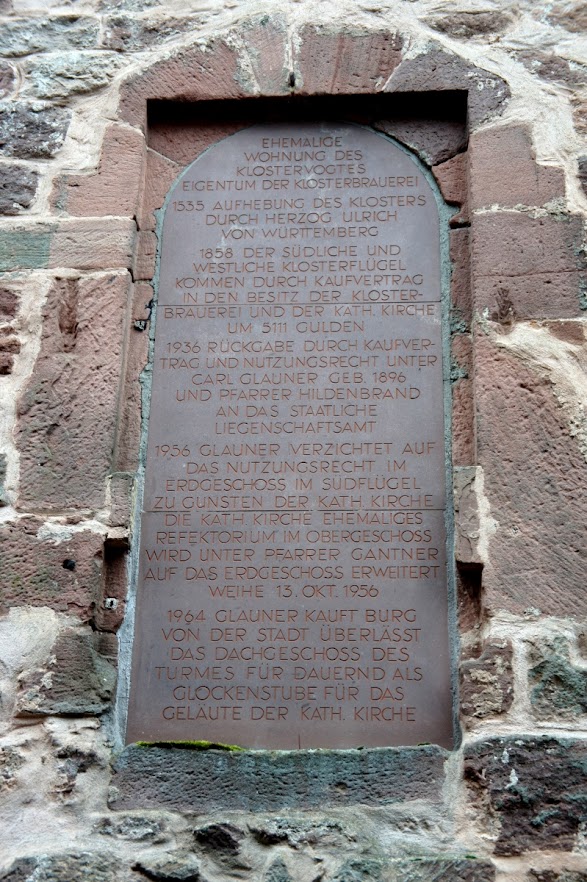 EHEMALIGE
WOHNUNG DES
KLOSTERVOGTES
EIGENTUM DER KLOSTERBRAUEREI
1535 AUFHEBUNG DES KLOSTERS
DURCH HERZOG ULRICH
VON WÜRTTEMBERG
1858 DER SÜDLICHE UND
WESTLICHE KLOSTERFLÜGEL
KOMMEN DURCH KAUFVERTRAG
IN DEN BESITZ DER KLOSTER-
BRAUEREI UND DER KATH. KIRCHE
UM 5111 GULDEN
1936 RÜCKGABE DURCH KAUFVER-
TRAG UND NUTZUNGSRECHT UNTER
CARL GLAUNER GEB. 1896
UND PFARRER HILDENBRAND
AN DAS STAATLICHE
LIEGENSCHAFTSAMT
1956 GLAUNER VERZICHTET AUF
DAS NUTZUNGSRECHT IM
ERDGESCHOSS IM SÜDFLÜGEL
ZU GUNSTEN DER KATH. KIRCHE
DIE KATH. KIRCHE EHEMALIGES
REFEKTORIUM IM OBERGESCHOSS
WIRD UNTER PFARRER GANTNER
AUF DAS ERDGESCHOSS ERWEITERT
WEIHE 13. OKT. 1956
1964 GLAUNER KAUFT BURG
VON DER STADT ÜBERLÄSST
DAS DACHGESCHOSS DES
TURMES FÜR DAUERND ALS
GLOCKENSTUBE FÜR DAS
GELÄUTE DER KATH. KIRCHE